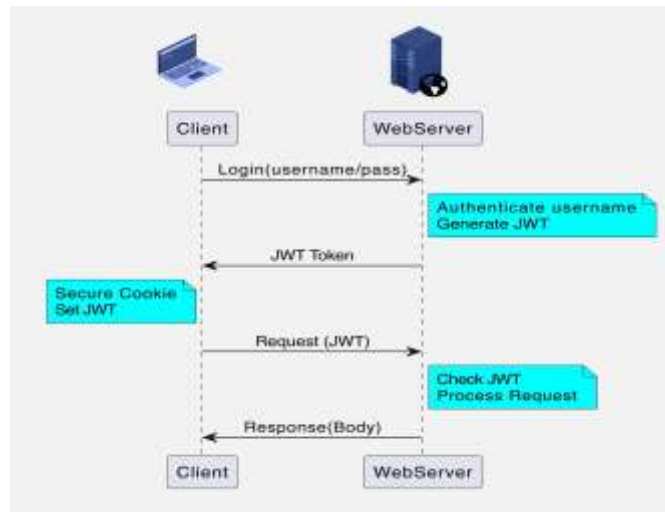 Client
WebServer
Login(username/pass)
Authenticate username
Generate JWT
JWT Token
Secure Cookie
Set JWT
Request (JWT)
Check JWT
Process Request
Response(Body)
Client
WebServer